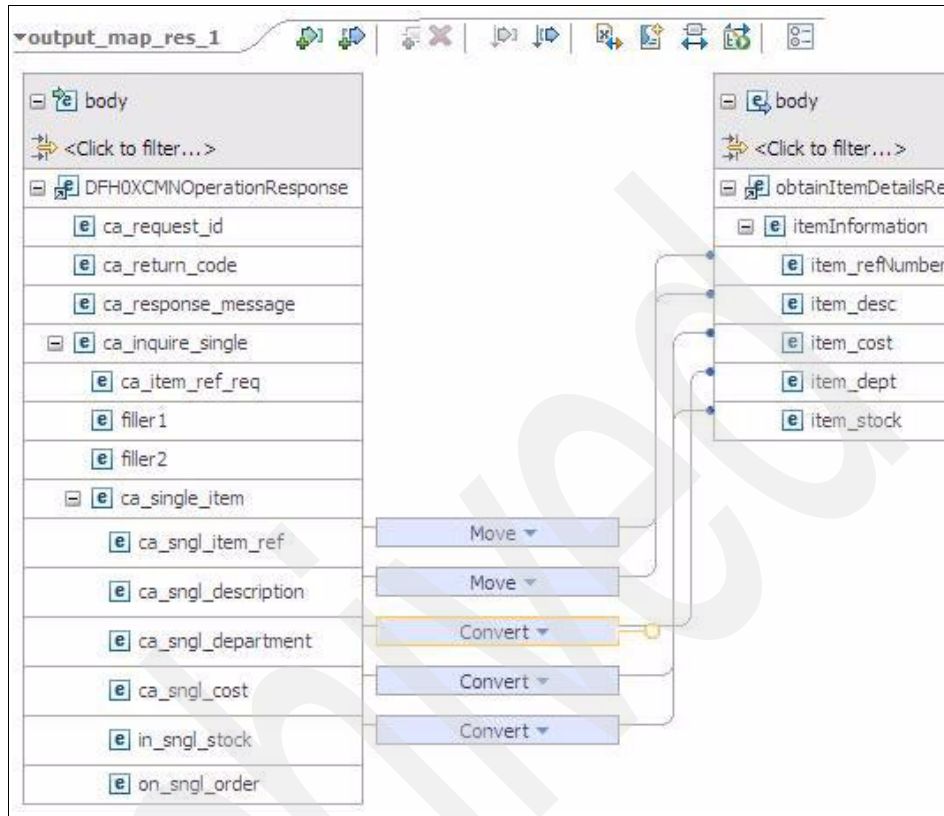 output_map_res_1
body
<Click to filter...>
DFH0XCMNOperationResponse
ca_request_id
ca_return_code
ca_response_message
ca_inquire_single
ca_item_ref_req
filler1
filler2
ca_single_item
ca_sngl_item_ref
ca_sngl_description
ca_sngl_department
ca_sngl_cost
in_sngl_stock
on_sngl_order
Move
Move
Convert
Convert
Convert
body
<Click to filter...>
obtainItemDetailsRe
itemInformation
item_refNumber
item_desc
item_cost
item_dept
item_stock